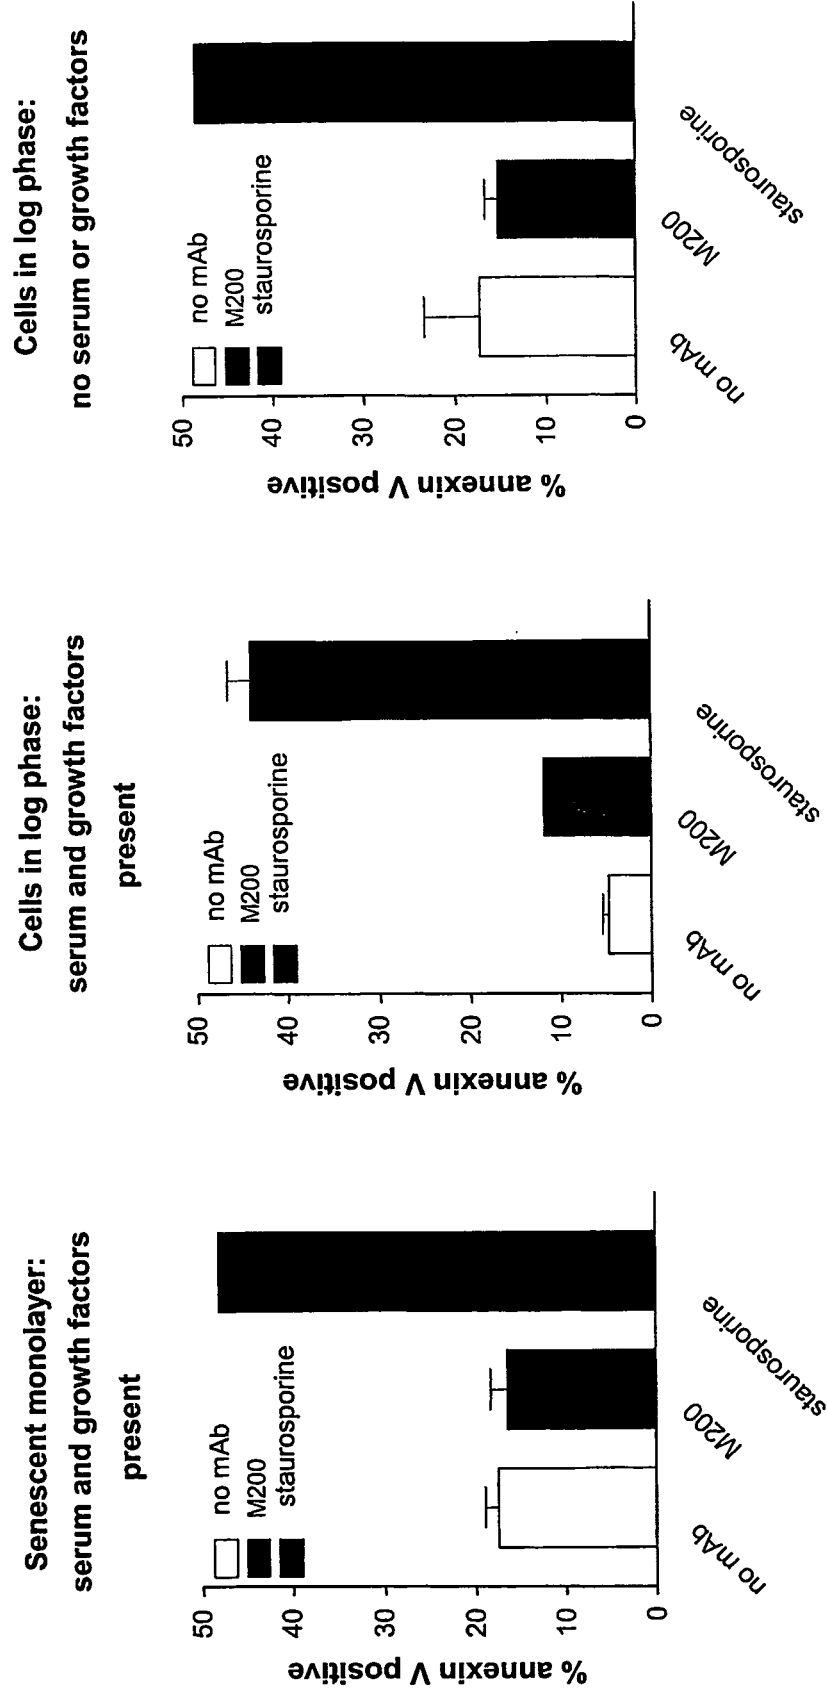 Senescent monolayer:
serum and growth factors
present
% annexin V positive
50
40
30
20
10
0
no mAb
M200
staurosporine
no mAb
M200
staurosporine
Cells in log phase:
serum and growth factors
present
% annexin V positive
50
40
30
20
10
0
no mAb
M200
staurosporine
no mAb
M200
staurosporine
Cells in log phase:
no serum or growth factors
% annexin V positive
50
40
30
20
10
0
no mAb
M200
staurosporine
no mAb
M200
staurosporine